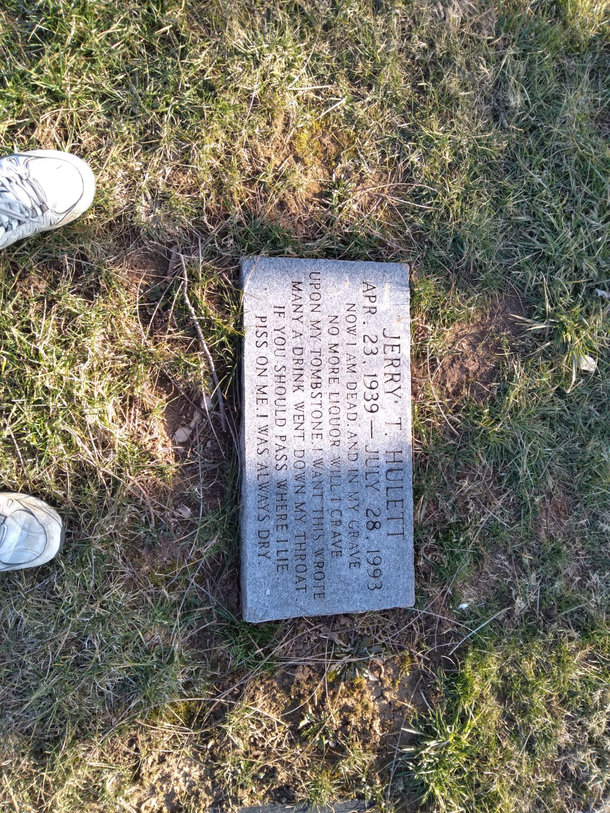 JERRY T. HULETT
APR. 23, 1939 — JULY 28, 1993
NOW I AM DEAD AND IN MY GRAVE
NO MORE LIQUOR WILL I CRAVE
UPON MY TOMBSTONE I WANT THIS WROTE
MANY A DRINK WENT DOWN MY THROAT
IF YOU SHOULD PASS WHERE I LIE
PISS ON ME I WAS ALWAYS DRY.